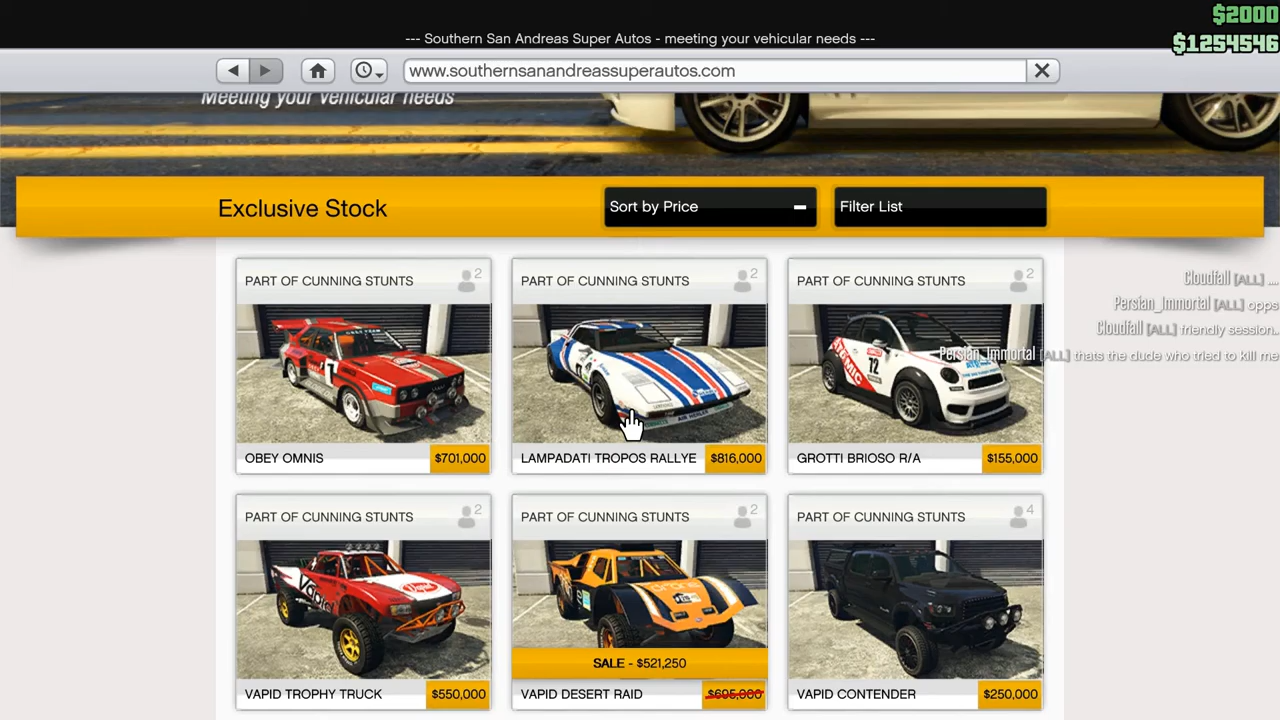 $2000
--- Southern San Andreas Super Autos - meeting your vehicular needs ---
$1254546
www.southernsanandreassuperautos.com
Meeting your vehicular needs
Exclusive Stock
Sort by Price
Filter List
PART OF CUNNING STUNTS 2
PART OF CUNNING STUNTS 2
PART OF CUNNING STUNTS 2
Cloudfall [ALL] ...
Persian_Immortal [ALL] opps
Cloudfall [ALL] friendly session.
Persian_Immortal [ALL] thats the dude who tried to kill me
ATOMIC
72
OBEY OMNIS $701,000
LAMPADATI TROPOS RALLYE $816,000
GROTTI BRIOSO R/A $155,000
PART OF CUNNING STUNTS 2
PART OF CUNNING STUNTS 2
PART OF CUNNING STUNTS 4
Vapid
SALE - $521,250
VAPID TROPHY TRUCK $550,000
VAPID DESERT RAID $695,000
VAPID CONTENDER $250,000